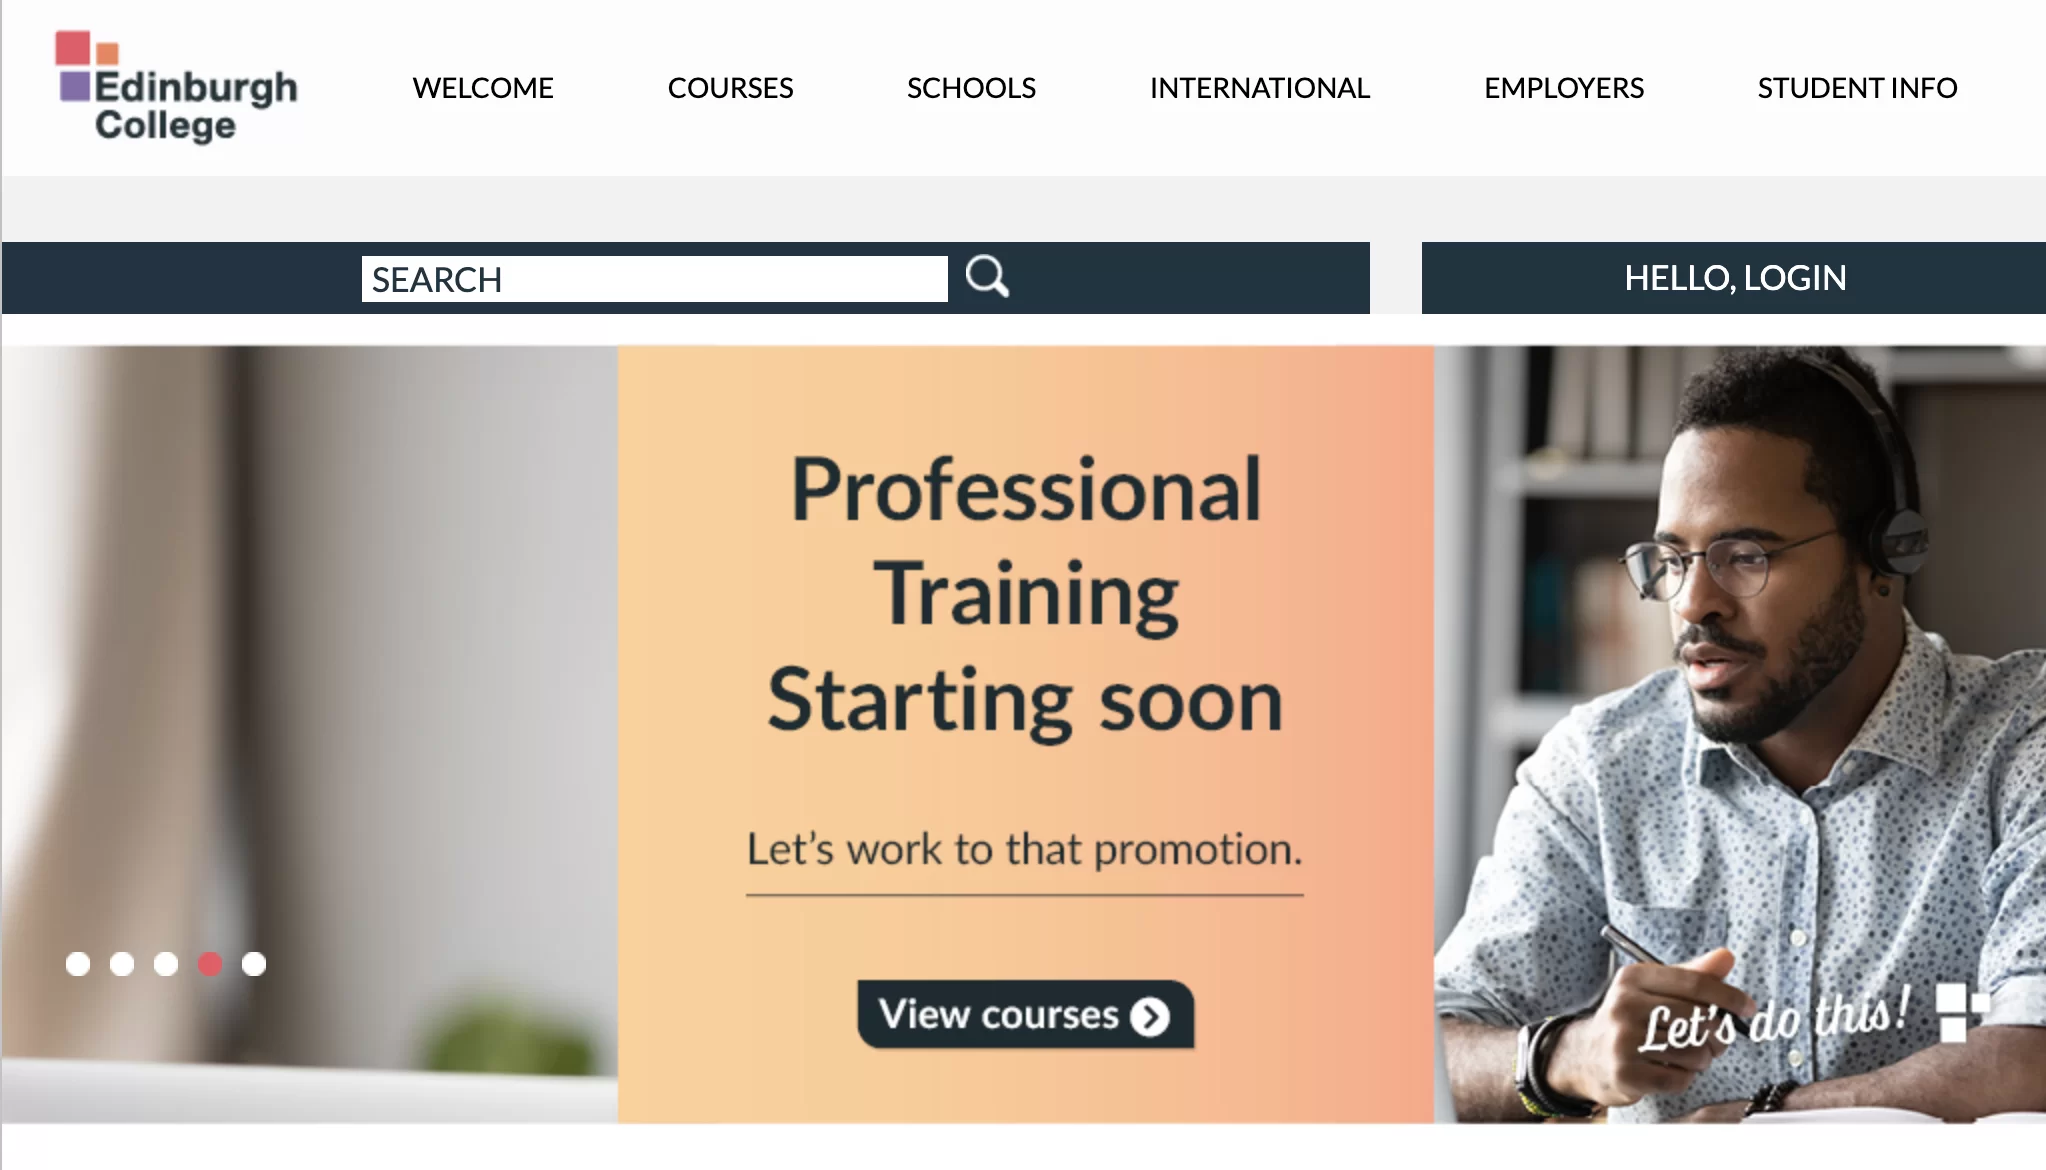 Edinburgh
College
WELCOME
COURSES
SCHOOLS
INTERNATIONAL
EMPLOYERS
STUDENT INFO
SEARCH
HELLO, LOGIN
Professional
Training
Starting soon
Let's work to that promotion.
View courses
Let's do this!